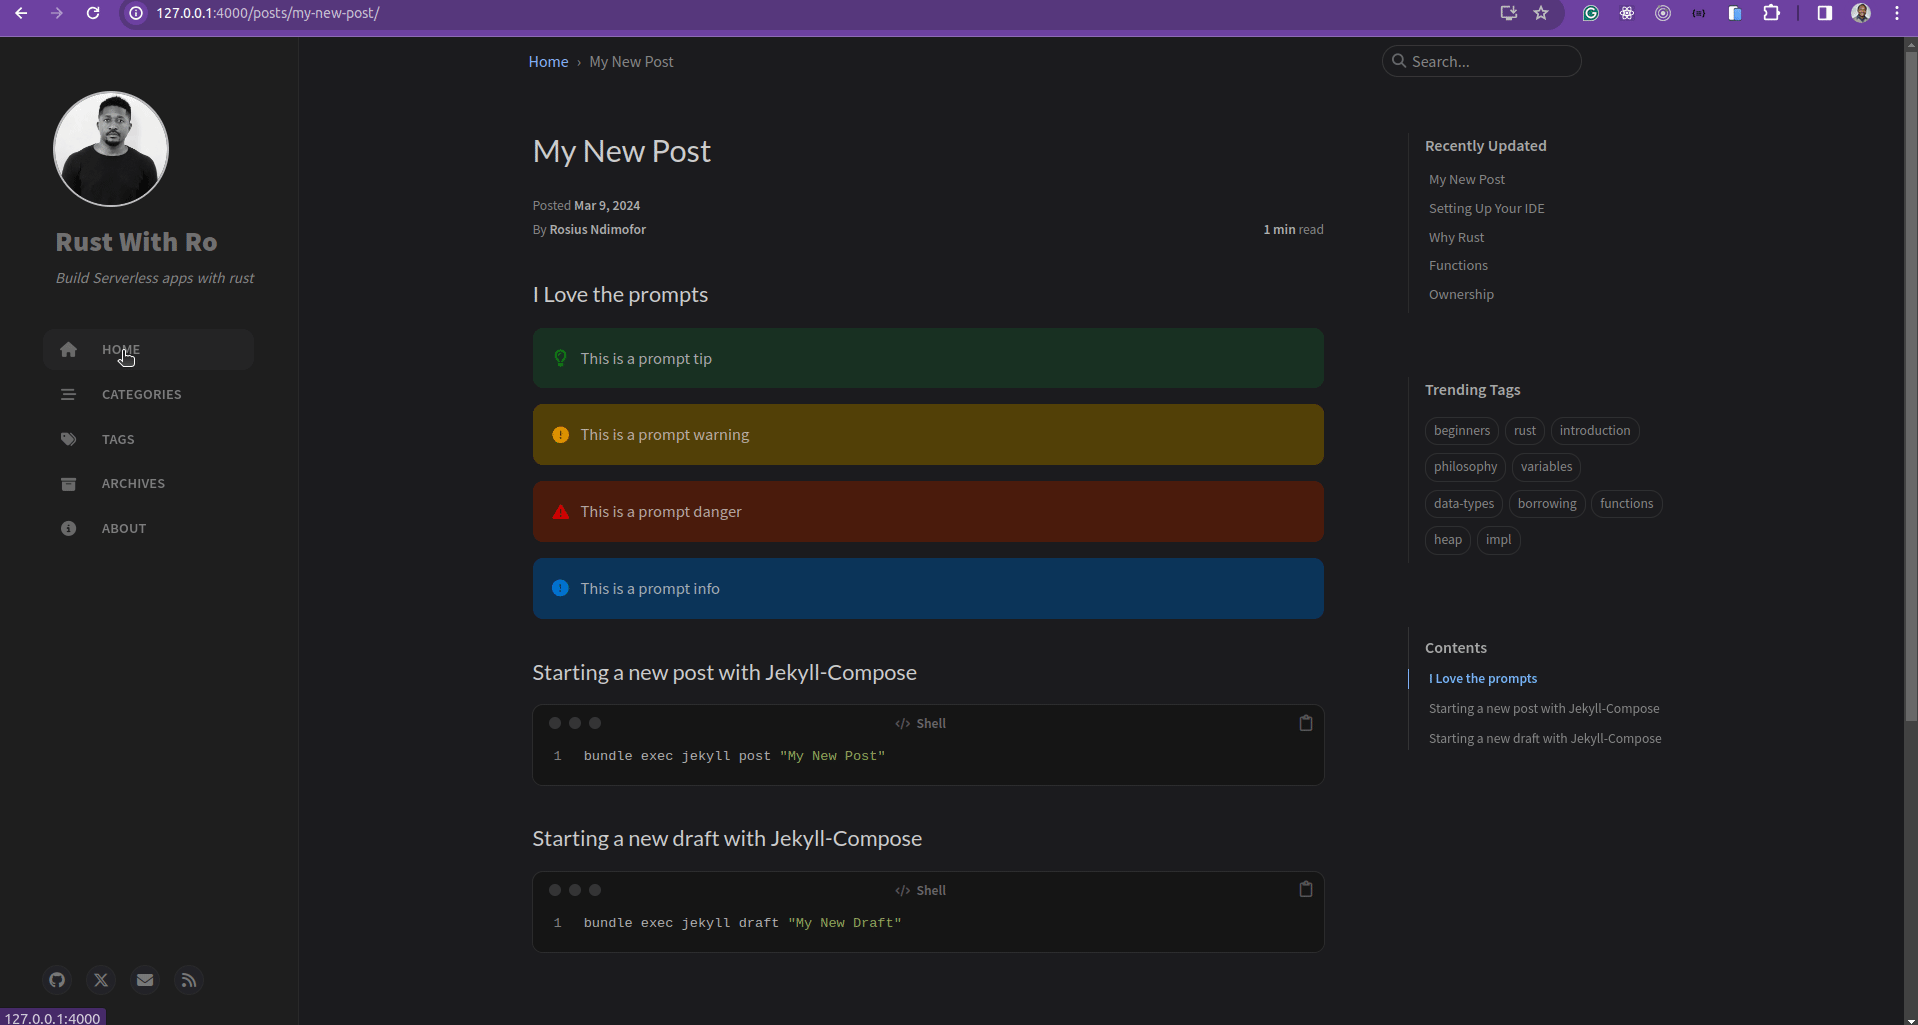 127.0.0.1:4000/posts/my-new-post/
Rust With Ro
Build Serverless apps with rust
HOME
CATEGORIES
TAGS
ARCHIVES
ABOUT
127.0.0.1:4000
Home › My New Post
Search...
My New Post
Posted Mar 9, 2024
By Rosius Ndimofor
1 min read
I Love the prompts
This is a prompt tip
This is a prompt warning
This is a prompt danger
This is a prompt info
Starting a new post with Jekyll-Compose
</> Shell
1 bundle exec jekyll post "My New Post"
Starting a new draft with Jekyll-Compose
</> Shell
1 bundle exec jekyll draft "My New Draft"
Recently Updated
My New Post
Setting Up Your IDE
Why Rust
Functions
Ownership
Trending Tags
beginners rust introduction
philosophy variables
data-types borrowing functions
heap impl
Contents
I Love the prompts
Starting a new post with Jekyll-Compose
Starting a new draft with Jekyll-Compose